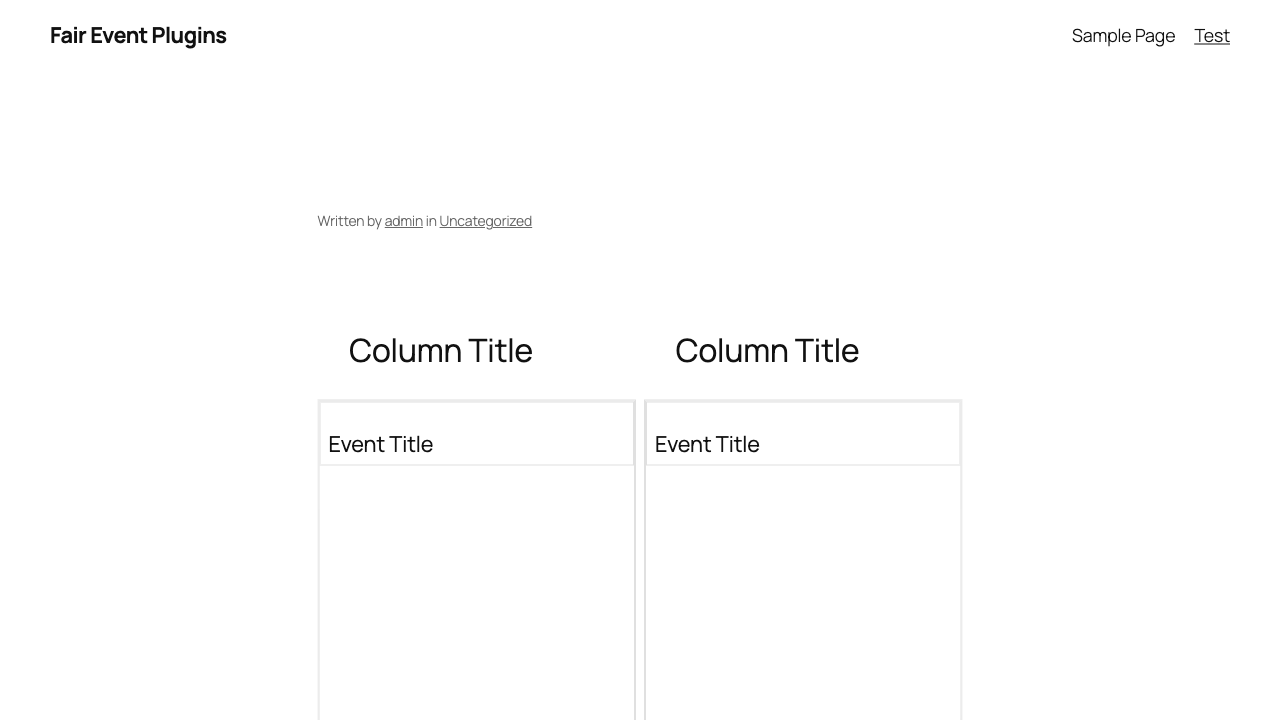 Fair Event Plugins
Sample Page Test
Written by admin in Uncategorized
Column Title
Column Title
Event Title
Event Title